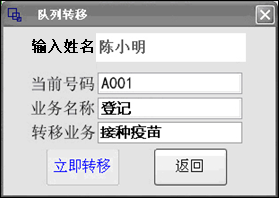 队列转移
输入姓名 陈小明
当前号码 A001
业务名称 登记
转移业务 接种疫苗
立即转移 返回